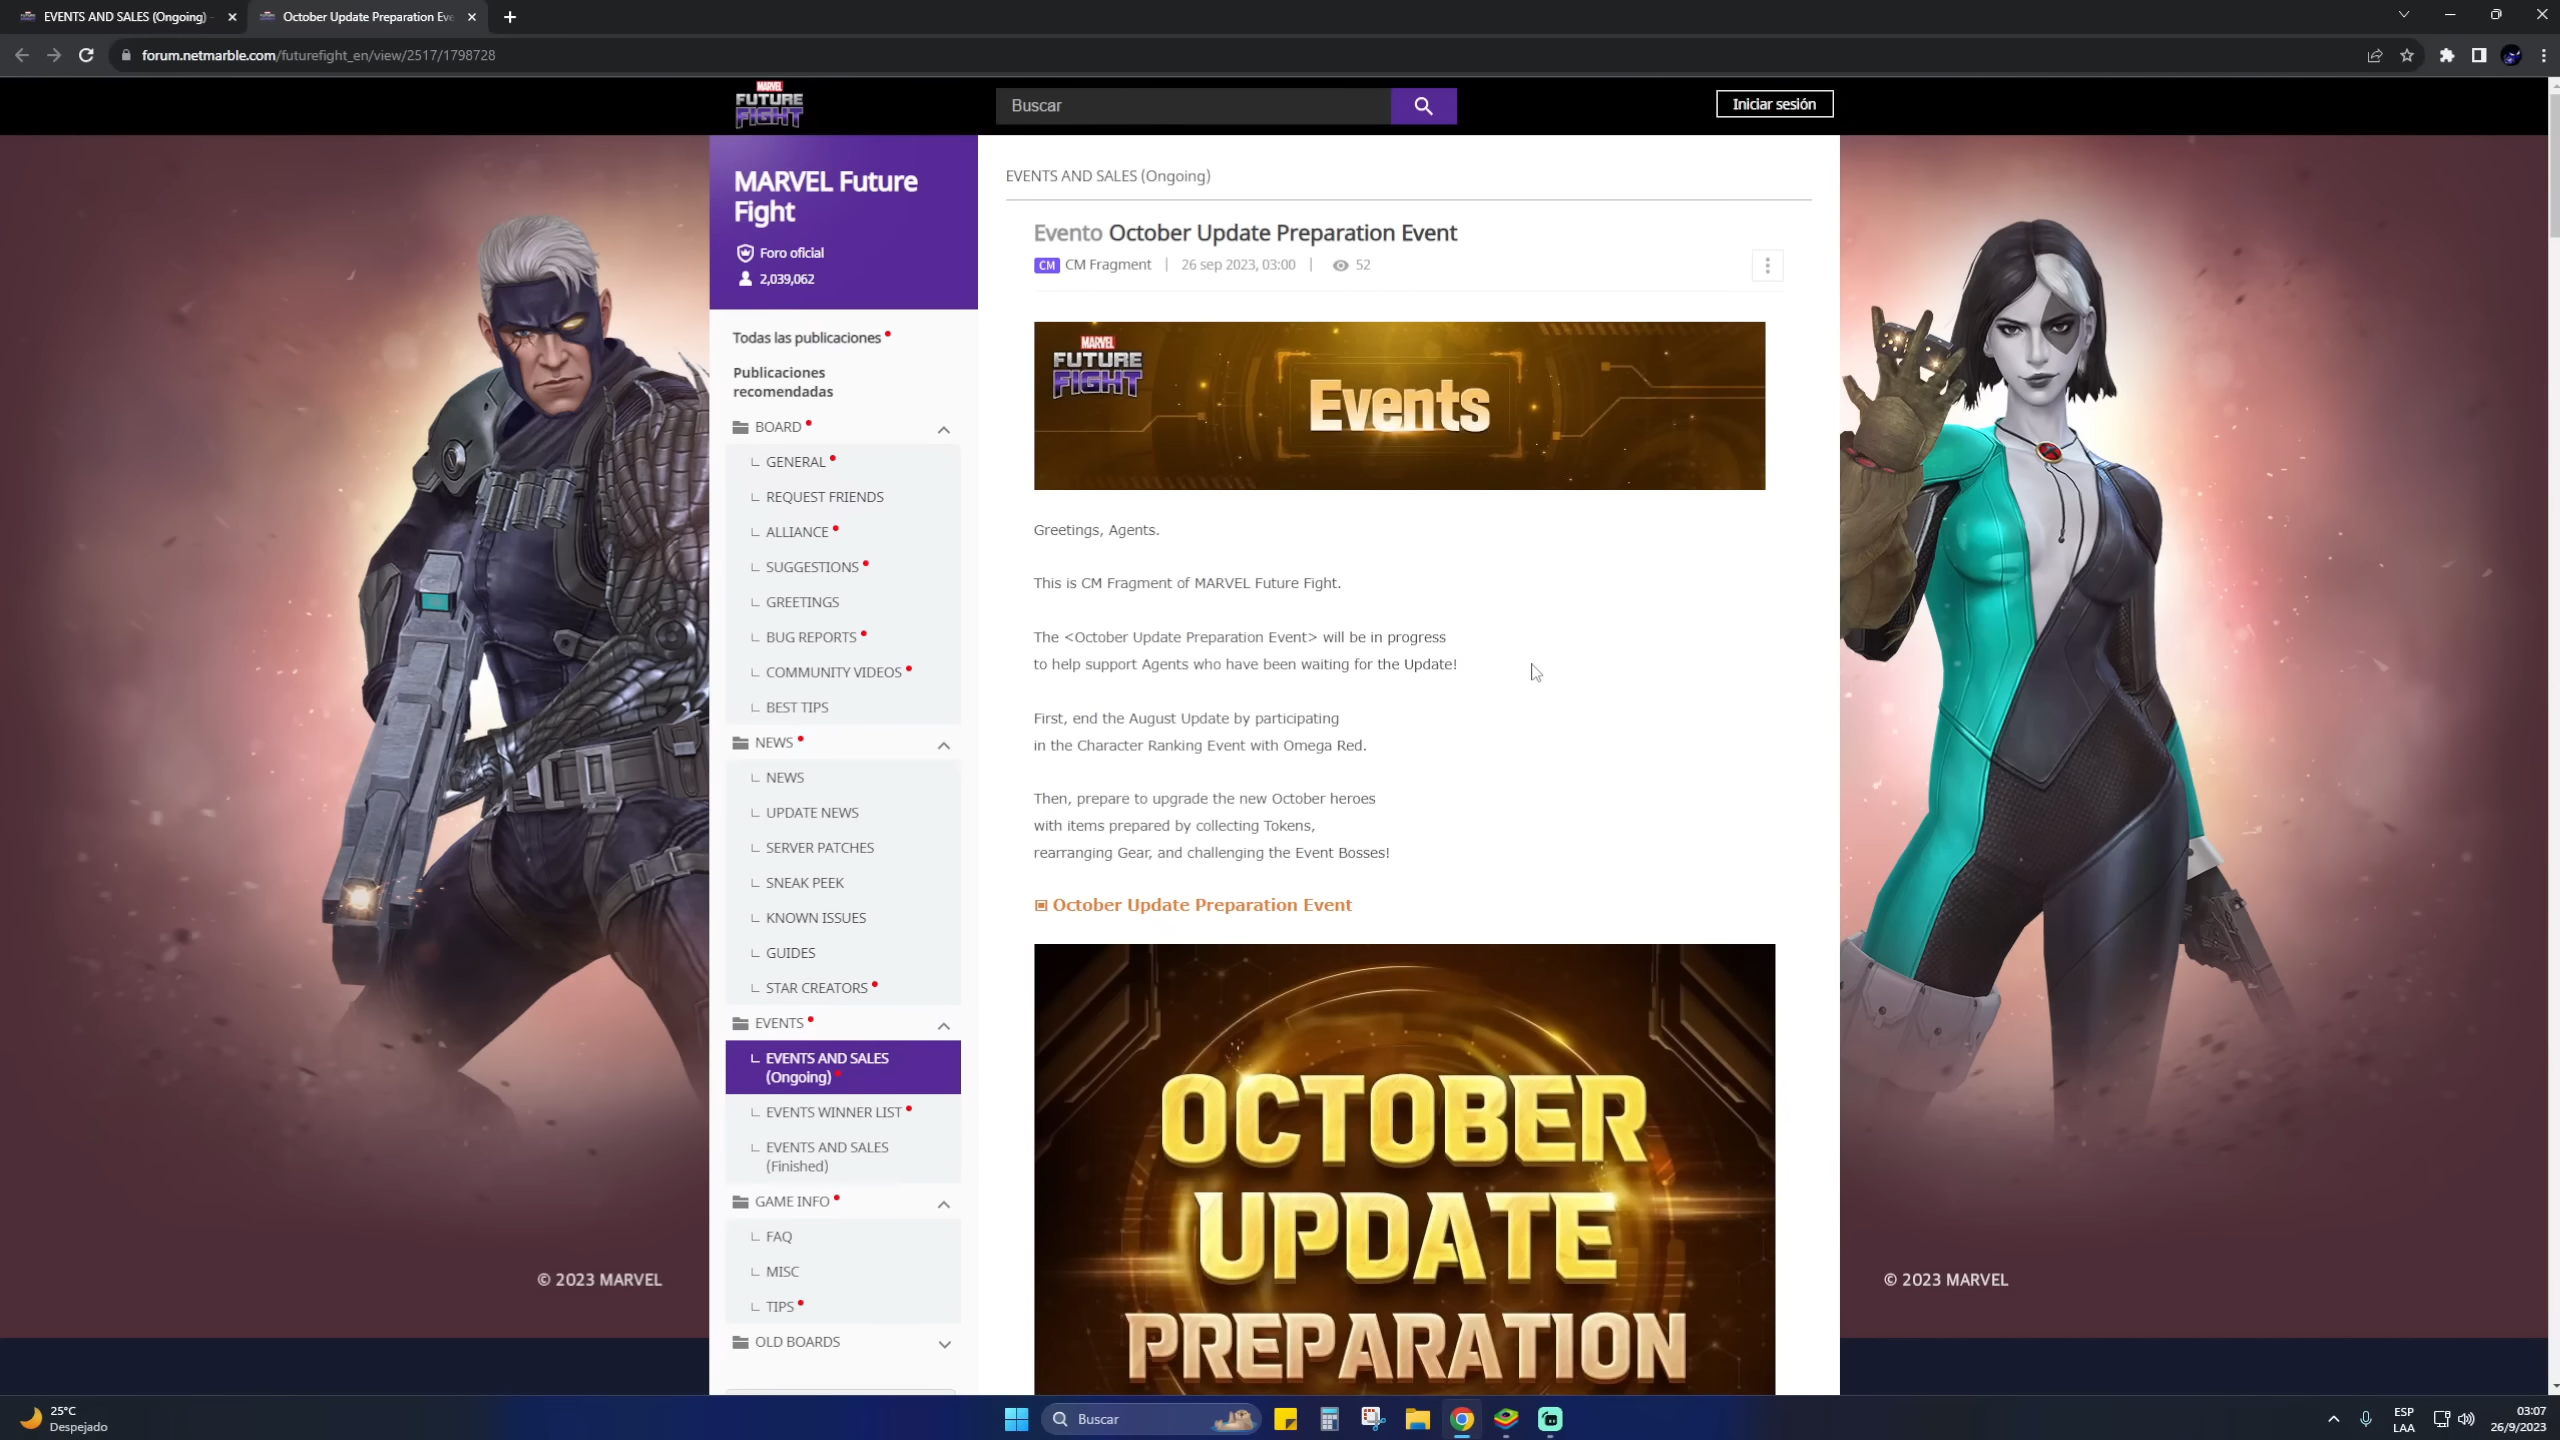 EVENTS AND SALES (Ongoing)
October Update Preparation Eve
forum.netmarble.com/futurefight_en/view/2517/1798728
MARVEL
FUTURE
FIGHT
Buscar
Iniciar sesión
MARVEL Future
Fight
Foro oficial
2,039,062
Todas las publicaciones
Publicaciones
recomendadas
BOARD
GENERAL
REQUEST FRIENDS
ALLIANCE
SUGGESTIONS
GREETINGS
BUG REPORTS
COMMUNITY VIDEOS
BEST TIPS
NEWS
NEWS
UPDATE NEWS
SERVER PATCHES
SNEAK PEEK
KNOWN ISSUES
GUIDES
STAR CREATORS
EVENTS
EVENTS AND SALES
(Ongoing)
EVENTS WINNER LIST
EVENTS AND SALES
(Finished)
GAME INFO
FAQ
MISC
TIPS
OLD BOARDS
EVENTS AND SALES (Ongoing)
Evento October Update Preparation Event
CM CM Fragment | 26 sep 2023, 03:00 | 52
MARVEL
FUTURE
FIGHT
Events
Greetings, Agents.
This is CM Fragment of MARVEL Future Fight.
The <October Update Preparation Event> will be in progress
to help support Agents who have been waiting for the Update!
First, end the August Update by participating
in the Character Ranking Event with Omega Red.
Then, prepare to upgrade the new October heroes
with items prepared by collecting Tokens,
rearranging Gear, and challenging the Event Bosses!
▣ October Update Preparation Event
OCTOBER
UPDATE
PREPARATION
© 2023 MARVEL
© 2023 MARVEL
25°C
Despejado
Buscar
ESP
LAA
03:07
26/9/2023